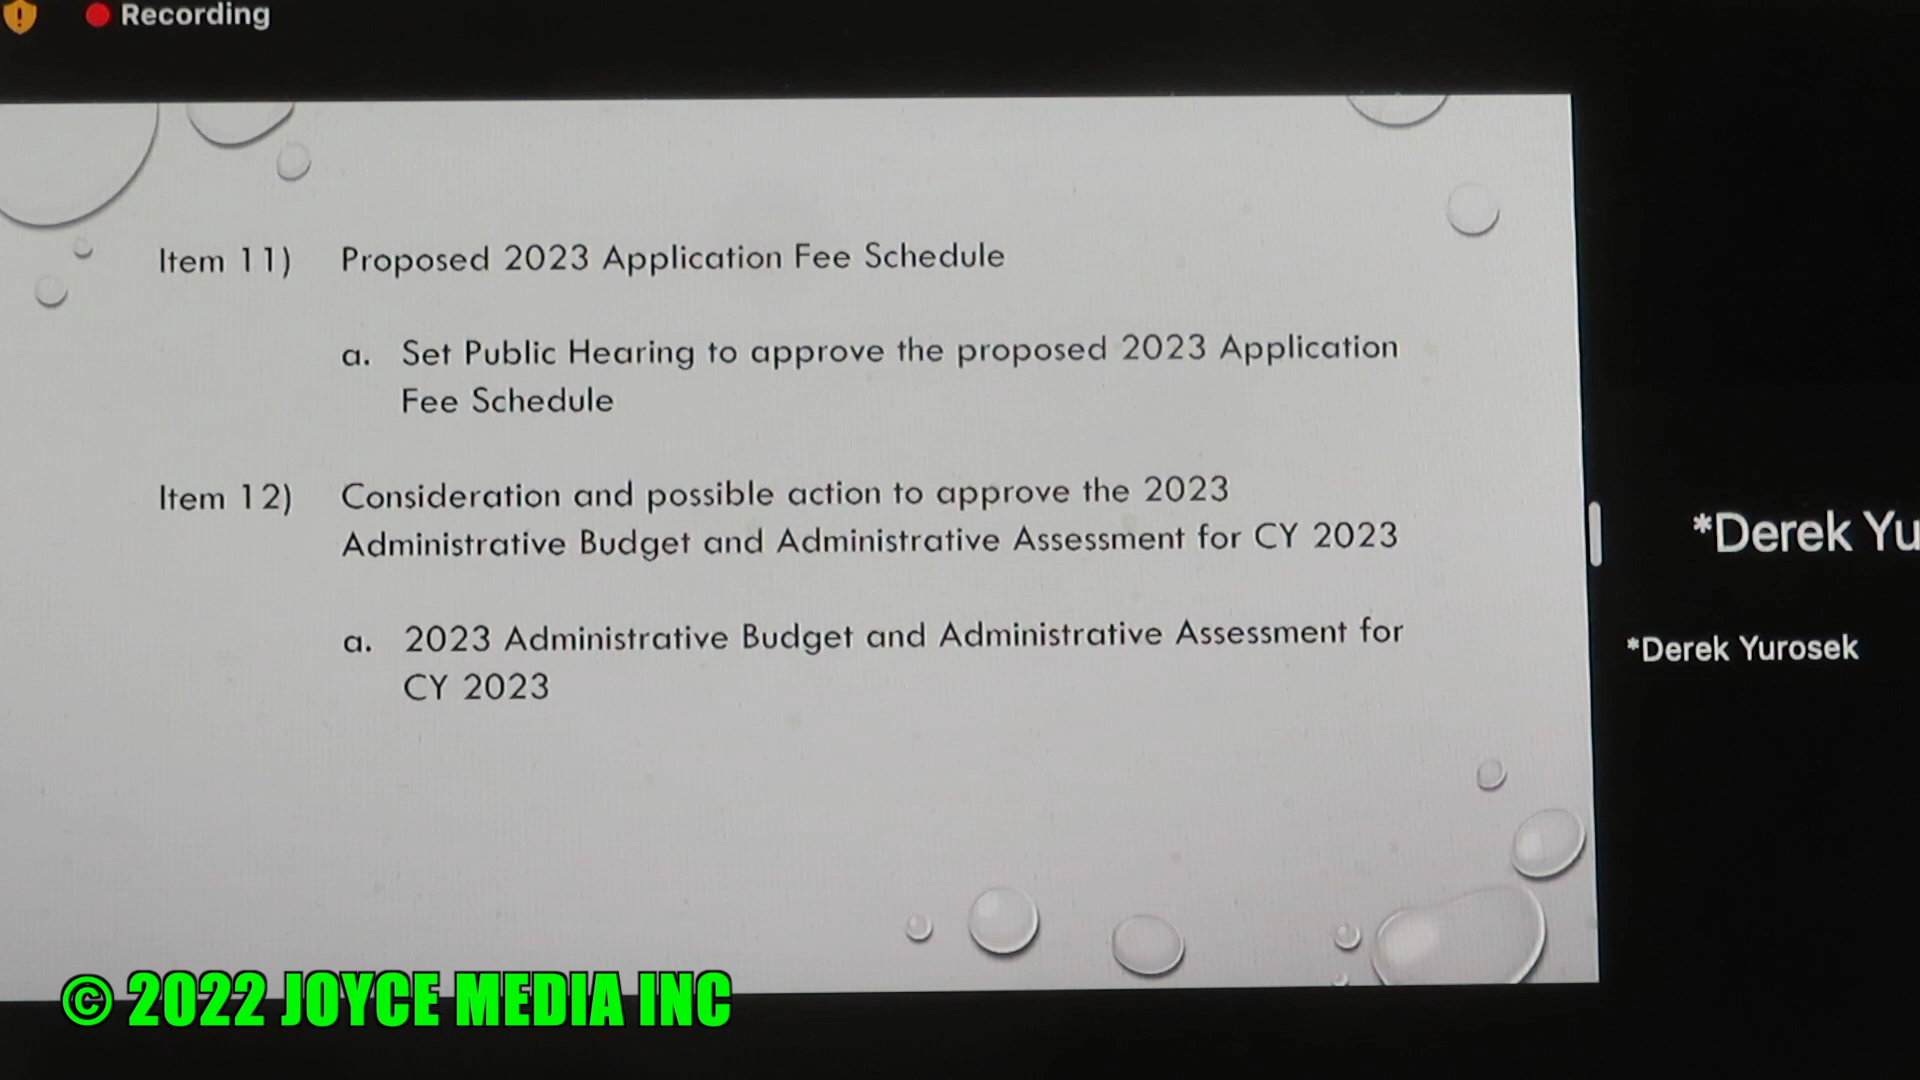 Recording
Item 11) Proposed 2023 Application Fee Schedule
a. Set Public Hearing to approve the proposed 2023 Application
Fee Schedule
Item 12) Consideration and possible action to approve the 2023
Administrative Budget and Administrative Assessment for CY 2023
a. 2023 Administrative Budget and Administrative Assessment for
CY 2023
*Derek Yu
*Derek Yurosek
© 2022 JOYCE MEDIA INC